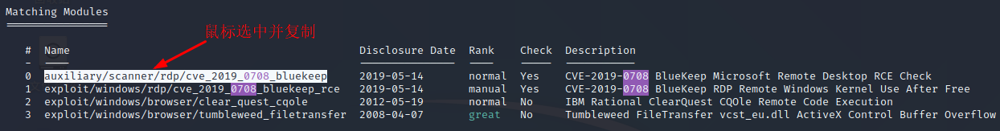 Matching Modules
================
鼠标选中并复制
#  Name  Disclosure Date  Rank  Check  Description
-  ----  ---------------  ----  -----  -----------
0  auxiliary/scanner/rdp/cve_2019_0708_bluekeep  2019-05-14  normal  Yes  CVE-2019-0708 BlueKeep Microsoft Remote Desktop RCE Check
1  exploit/windows/rdp/cve_2019_0708_bluekeep_rce  2019-05-14  manual  Yes  CVE-2019-0708 BlueKeep RDP Remote Windows Kernel Use After Free
2  exploit/windows/browser/clear_quest_cqole  2012-05-19  normal  No  IBM Rational ClearQuest CQOle Remote Code Execution
3  exploit/windows/browser/tumbleweed_filetransfer  2008-04-07  great  No  Tumbleweed FileTransfer vcst_eu.dll ActiveX Control Buffer Overflow